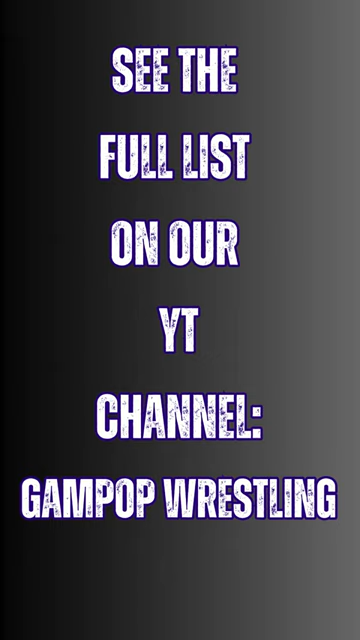 SEE THE
FULL LIST
ON OUR
YT
CHANNEL:
GAMPOP WRESTLING